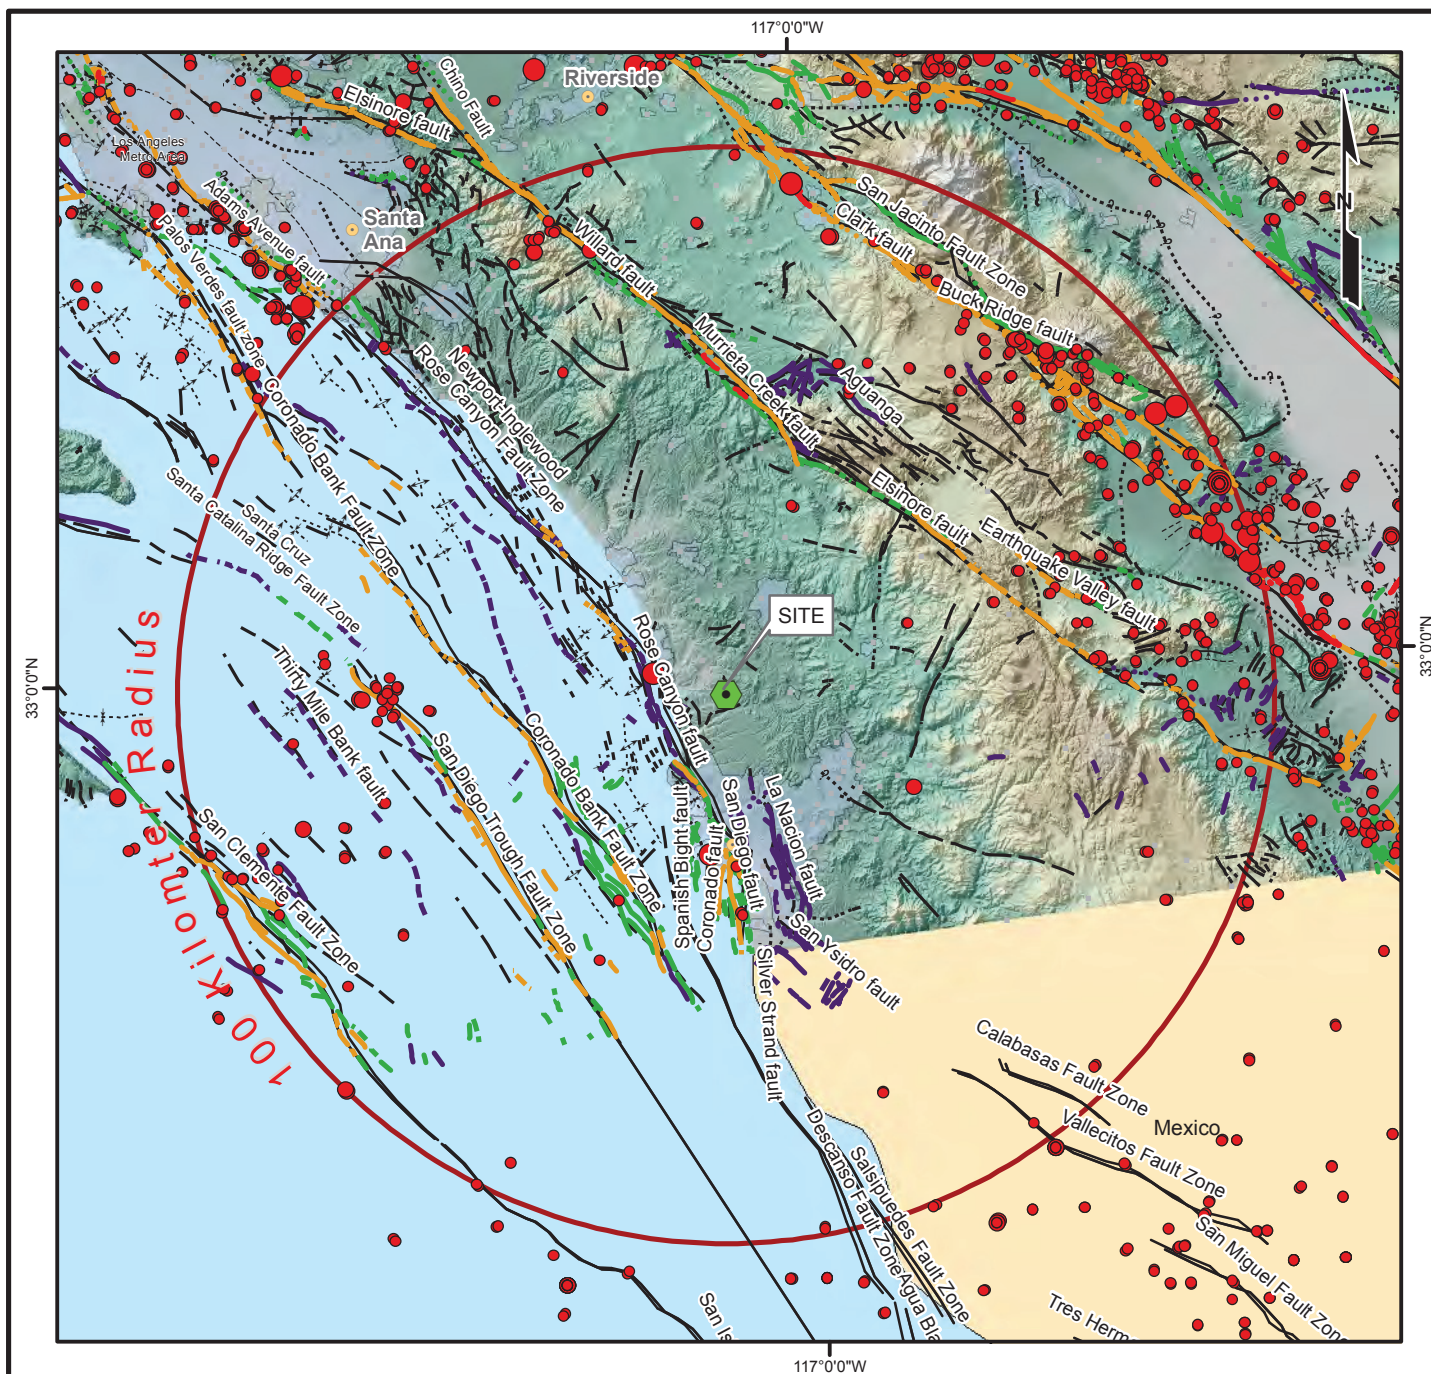 117°0'0"W
Riverside
Chino Fault
Elsinore fault
Los Angeles
Metro Area
N
Adams Avenue fault
Santa
Ana
San Jacinto Fault Zone
Clark fault
Palos Verdes fault zone
Willard fault
Buck Ridge fault
Murrieta Creek fault
Newport-Inglewood
Rose Canyon Fault Zone
Aguanga
Coronado Bank Fault Zone
Santa Cruz
Santa Catalina Ridge Fault Zone
Elsinore fault
Earthquake Valley fault
SITE
33°0'0"N
33°0'0"N
100 Kilometer Radius
Rose Canyon fault
Thirty Mile Bank fault
San Diego Trough Fault Zone
Coronado Bank Fault Zone
San Clemente Fault Zone
Spanish Bight fault
Coronado fault
San Diego fault
La Nacion fault
San Ysidro fault
Silver Strand fault
Calabasas Fault Zone
Mexico
Vallecitos Fault Zone
Descanso Fault Zone
Salsipuedes Fault Zone
San Miguel Fault Zone
Agua Bla
San Is
Tres Herm
117°0'0"W